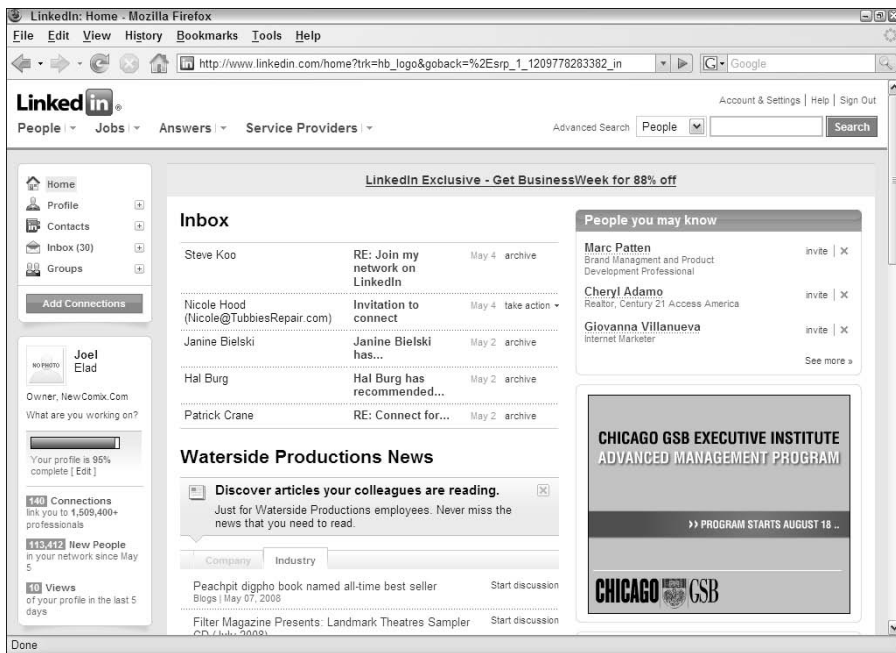 LinkedIn: Home - Mozilla Firefox
File Edit View History Bookmarks Tools Help
http://www.linkedin.com/home?trk=hb_logo&goback=%2Esrp_1_1209778283382_in
G Google
Linked in ®
Account & Settings | Help | Sign Out
People Jobs Answers Service Providers
Advanced Search People Search
LinkedIn Exclusive - Get BusinessWeek for 88% off
Home
Profile
Contacts
Inbox (30)
Groups
Add Connections
NO PHOTO
Joel
Elad
Owner, NewComix.Com
What are you working on?
Your profile is 95%
complete [ Edit ]
140 Connections
link you to 1,509,400+
professionals
113,412 New People
in your network since May
5
10 Views
of your profile in the last 5
days
Inbox
Steve Koo RE: Join my May 4 archive
network on
LinkedIn
Nicole Hood Invitation to May 4 take action
(Nicole@TubbiesRepair.com) connect
Janine Bielski Janine Bielski May 2 archive
has...
Hal Burg Hal Burg has May 2 archive
recommended...
Patrick Crane RE: Connect for... May 2 archive
Waterside Productions News
Discover articles your colleagues are reading.
Just for Waterside Productions employees. Never miss the
news that you need to read.
Company Industry
Peachpit digpho book named all-time best seller Start discussion
Blogs | May 07, 2008
Filter Magazine Presents: Landmark Theatres Sampler Start discussion
CD (July 2008)
People you may know
Marc Patten invite | X
Brand Managment and Product
Development Professional
Cheryl Adamo invite | X
Realtor, Century 21 Access America
Giovanna Villanueva invite | X
Internet Marketer
See more »
CHICAGO GSB EXECUTIVE INSTITUTE
ADVANCED MANAGEMENT PROGRAM
>> PROGRAM STARTS AUGUST 18 ..
CHICAGO GSB
Done